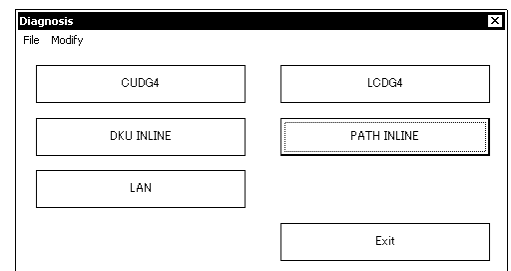 Diagnosis
File Modify
CUDG4 LCDG4
DKU INLINE PATH INLINE
LAN
Exit